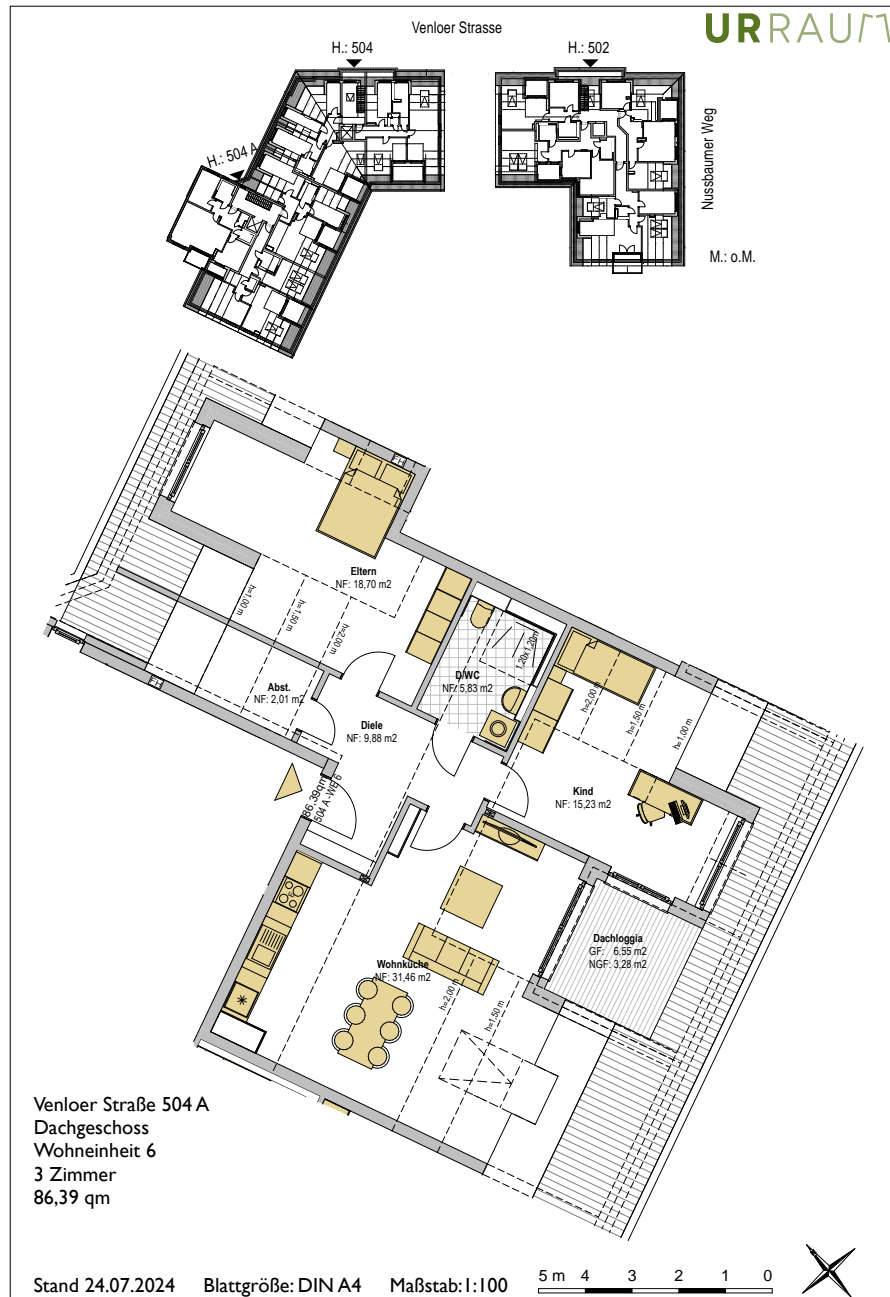 Venloer Strasse
URRAUM
H.: 504
H.: 502
H.: 504 A
Nussbaumer Weg
M.: o.M.
FH
Eltern
NF: 18,70 m2
h=1,00 m
h=1,50 m
h=2,00 m
D/WC
NF: 5,83 m2
1,20x1,20m
Abst.
NF: 2,01 m2
FH
Diele
NF: 9,88 m2
h=2,00 m
h=1,50 m
h=1,00 m
Kind
NF: 15,23 m2
86,39qm
504 A -WE 6
Dachloggia
GF: 6,55 m2
NGF: 3,28 m2
Wohnküche
NF: 31,46 m2
h=2,00 m
h=1,50 m
Venloer Straße 504 A
Dachgeschoss
Wohneinheit 6
3 Zimmer
86,39 qm
Stand 24.07.2024 Blattgröße: DIN A4 Maßstab:1:100
5 m 4 3 2 1 0